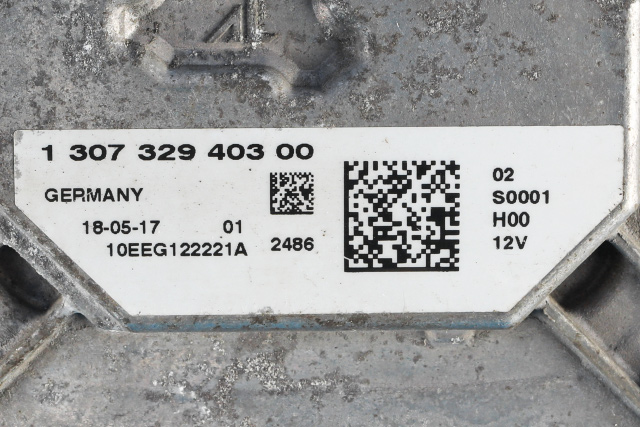 1 307 329 403 00
GERMANY
18-05-17 01
10EEG122221A 2486
02
S0001
H00
12V